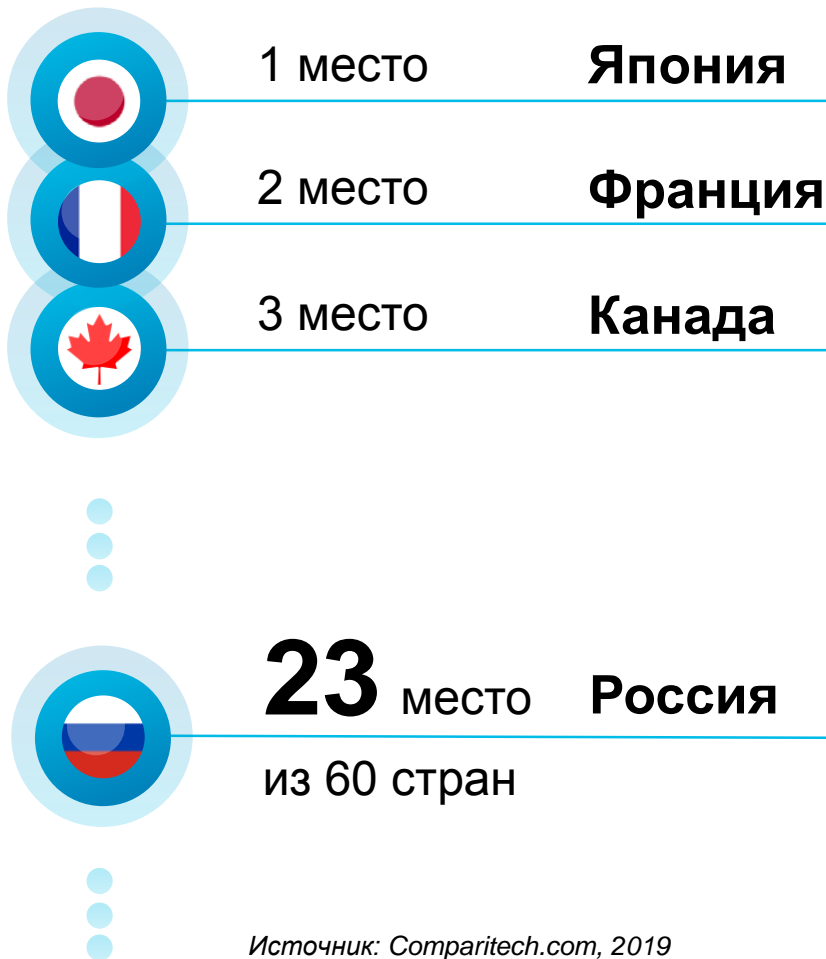 1 место Япония
2 место Франция
3 место Канада
23 место Россия
из 60 стран
Источник: Comparitech.com, 2019